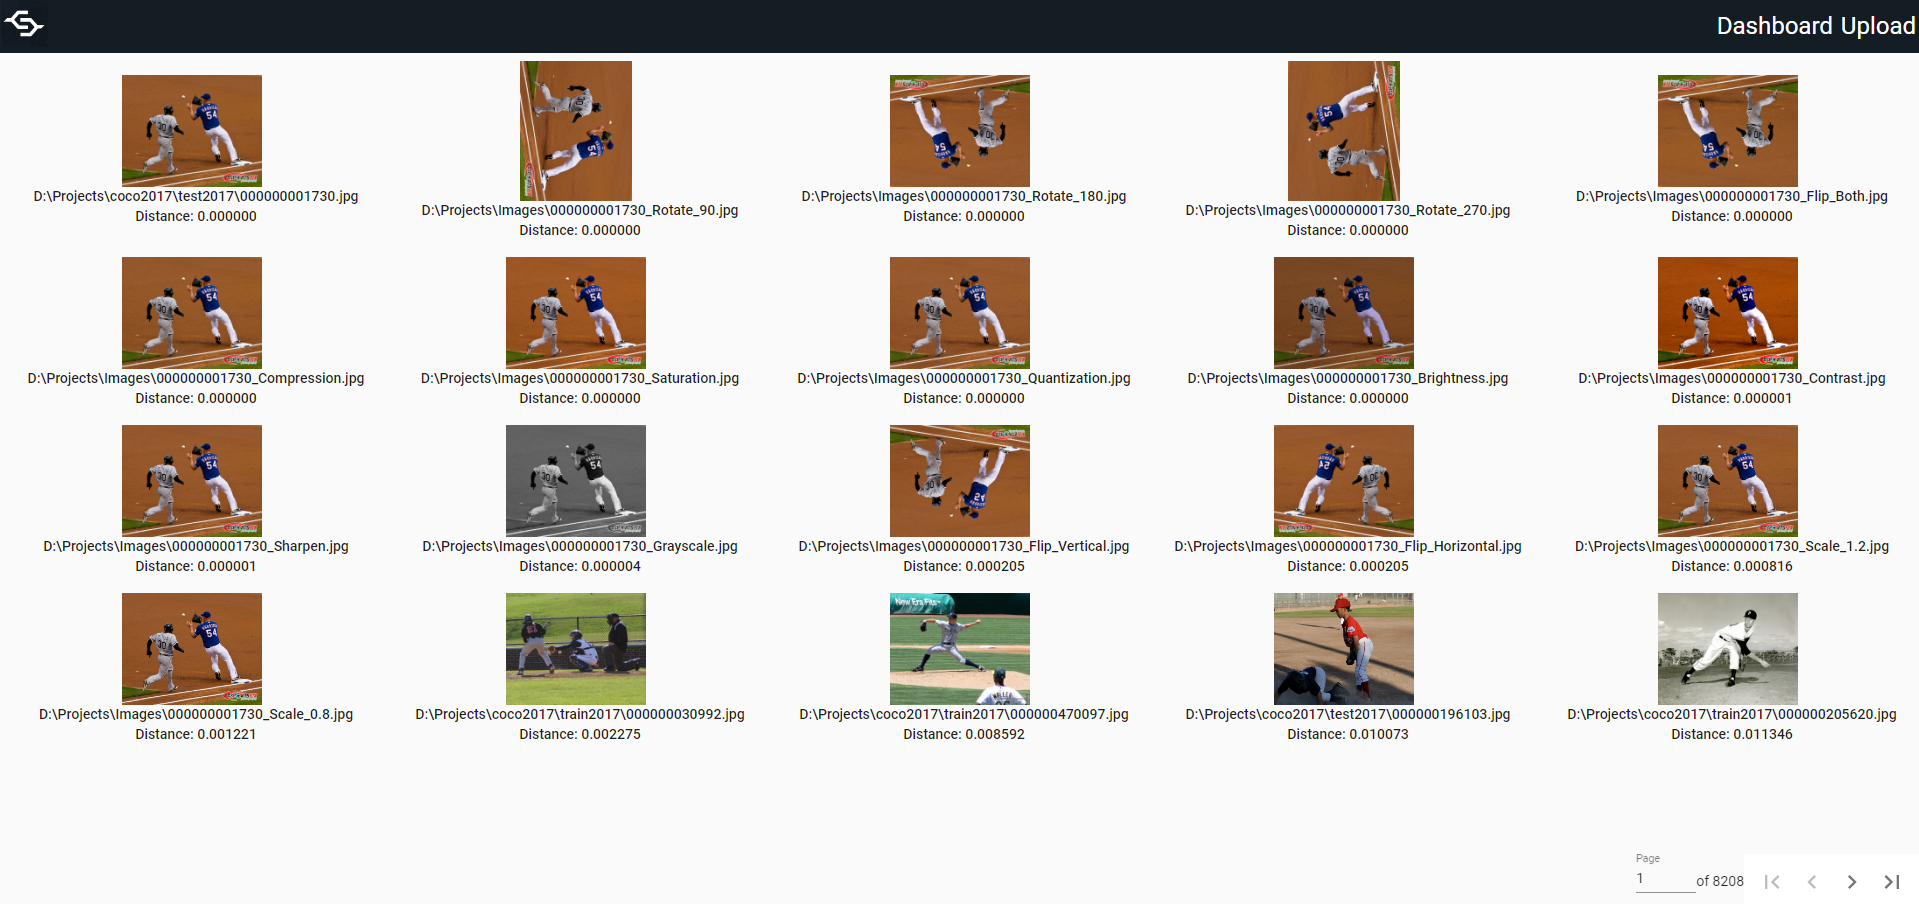 Dashboard Upload
D:\Projects\coco2017\test2017\000000001730.jpg
Distance: 0.000000
D:\Projects\Images\000000001730_Rotate_90.jpg
Distance: 0.000000
D:\Projects\Images\000000001730_Rotate_180.jpg
Distance: 0.000000
D:\Projects\Images\000000001730_Rotate_270.jpg
Distance: 0.000000
D:\Projects\Images\000000001730_Flip_Both.jpg
Distance: 0.000000
D:\Projects\Images\000000001730_Compression.jpg
Distance: 0.000000
D:\Projects\Images\000000001730_Saturation.jpg
Distance: 0.000000
D:\Projects\Images\000000001730_Quantization.jpg
Distance: 0.000000
D:\Projects\Images\000000001730_Brightness.jpg
Distance: 0.000000
D:\Projects\Images\000000001730_Contrast.jpg
Distance: 0.000001
D:\Projects\Images\000000001730_Sharpen.jpg
Distance: 0.000001
D:\Projects\Images\000000001730_Grayscale.jpg
Distance: 0.000004
D:\Projects\Images\000000001730_Flip_Vertical.jpg
Distance: 0.000205
D:\Projects\Images\000000001730_Flip_Horizontal.jpg
Distance: 0.000205
D:\Projects\Images\000000001730_Scale_1.2.jpg
Distance: 0.000816
D:\Projects\Images\000000001730_Scale_0.8.jpg
Distance: 0.001221
D:\Projects\coco2017\train2017\000000030992.jpg
Distance: 0.002275
New Era Fits
D:\Projects\coco2017\train2017\000000470097.jpg
Distance: 0.008592
D:\Projects\coco2017\test2017\000000196103.jpg
Distance: 0.010073
D:\Projects\coco2017\train2017\000000205620.jpg
Distance: 0.011346
Page
1 of 8208